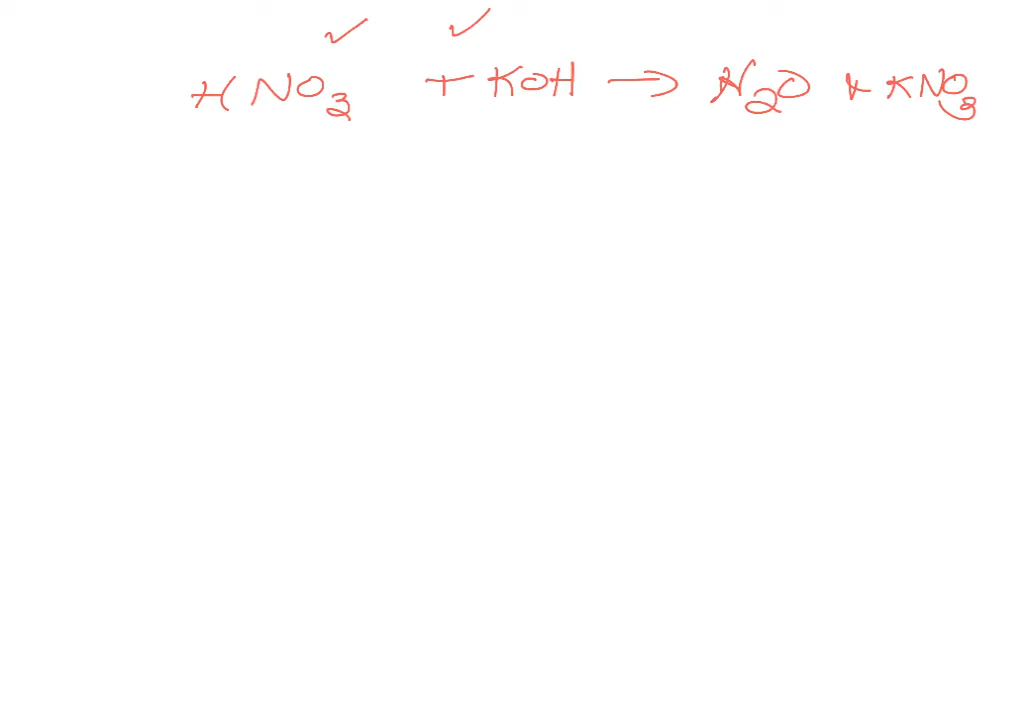 HNO3 + KOH → H2O + KNO3